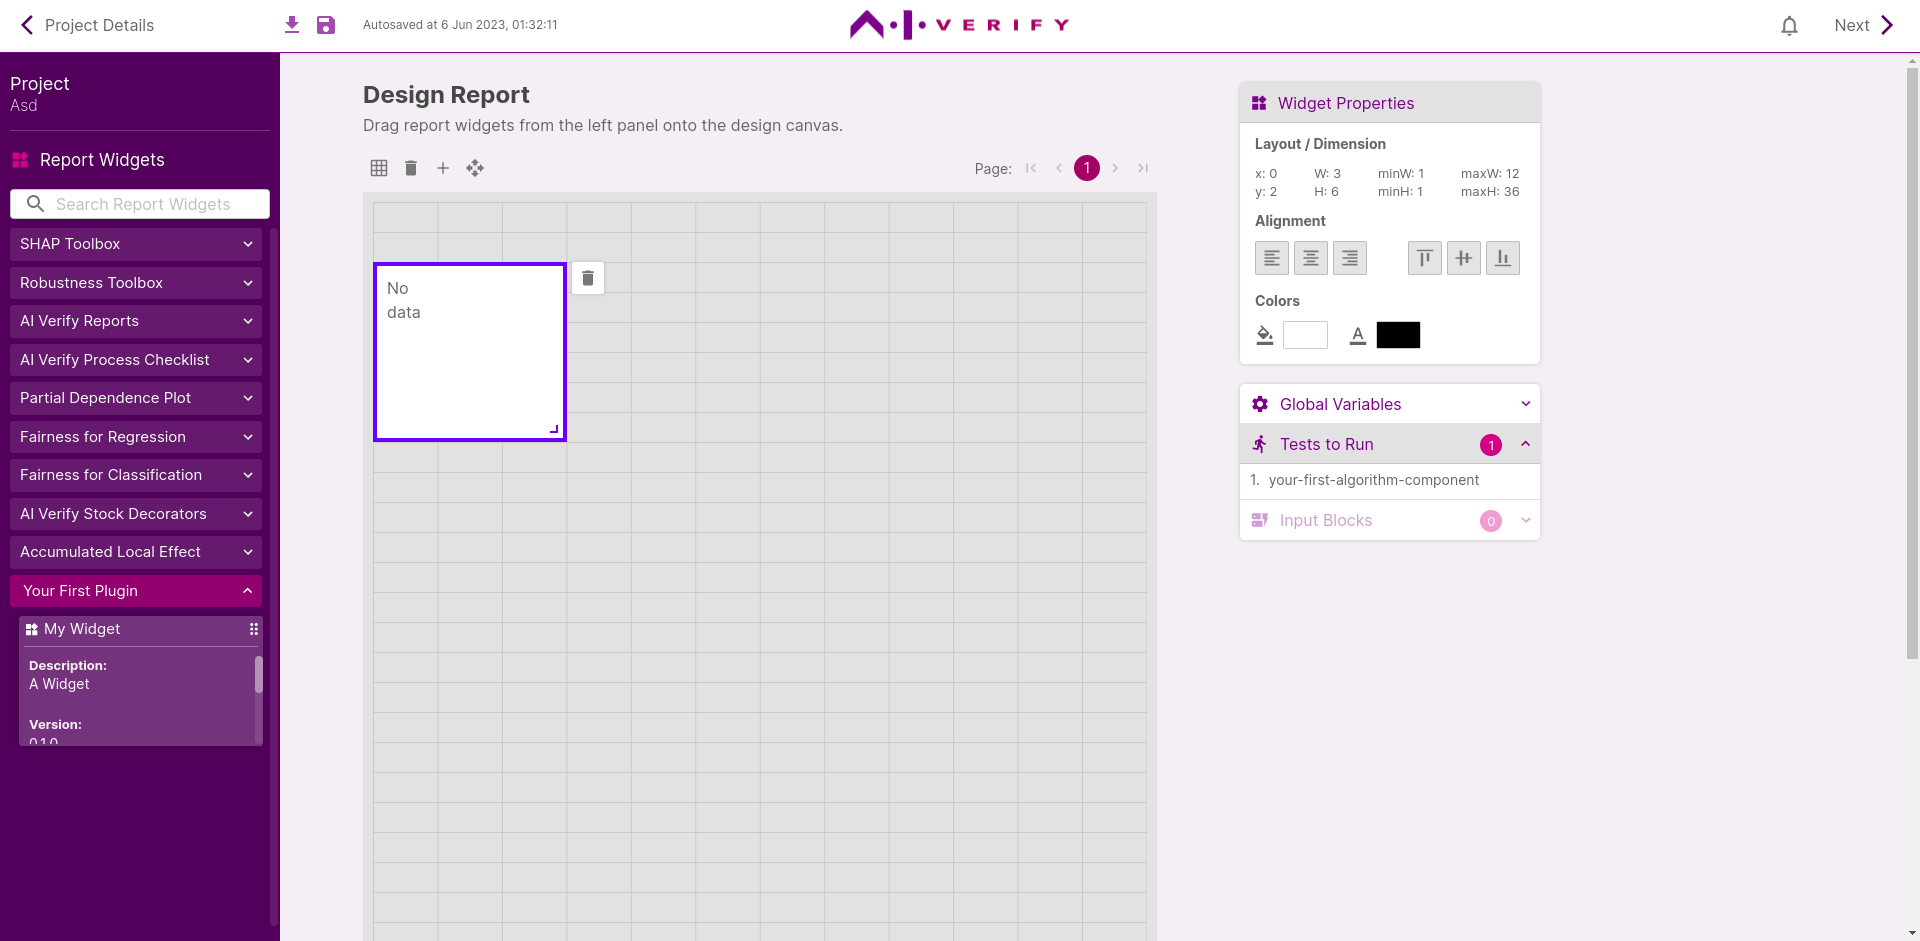 Project Details
Autosaved at 6 Jun 2023, 01:32:11
A·I·VERIFY
Next
Project
Asd
Report Widgets
Search Report Widgets
SHAP Toolbox
Robustness Toolbox
AI Verify Reports
AI Verify Process Checklist
Partial Dependence Plot
Fairness for Regression
Fairness for Classification
AI Verify Stock Decorators
Accumulated Local Effect
Your First Plugin
My Widget
Description:
A Widget
Version:
0.1.0
Design Report
Drag report widgets from the left panel onto the design canvas.
Page: 1
No
data
Widget Properties
Layout / Dimension
x: 0 W: 3 minW: 1 maxW: 12
y: 2 H: 6 minH: 1 maxH: 36
Alignment
Colors
A
Global Variables
Tests to Run 1
1. your-first-algorithm-component
Input Blocks 0